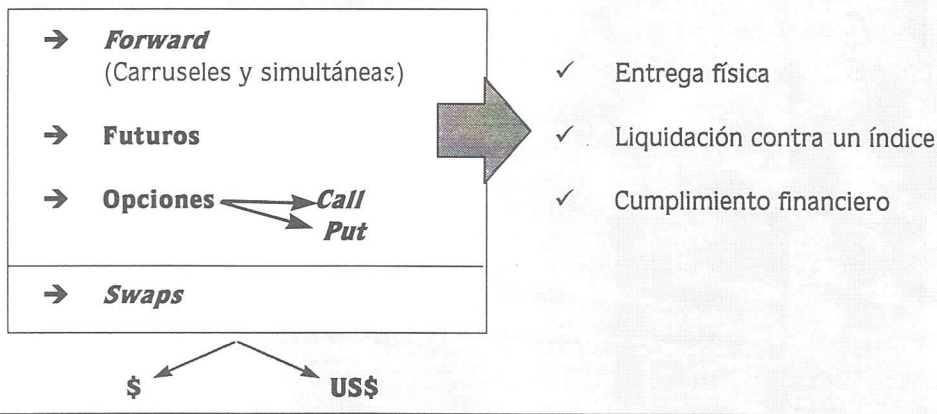 → Forward
(Carruseles y simultáneas)
→ Futuros
→ Opciones
Call
Put
→ Swaps
✓ Entrega física
✓ Liquidación contra un índice
✓ Cumplimiento financiero
$
US$